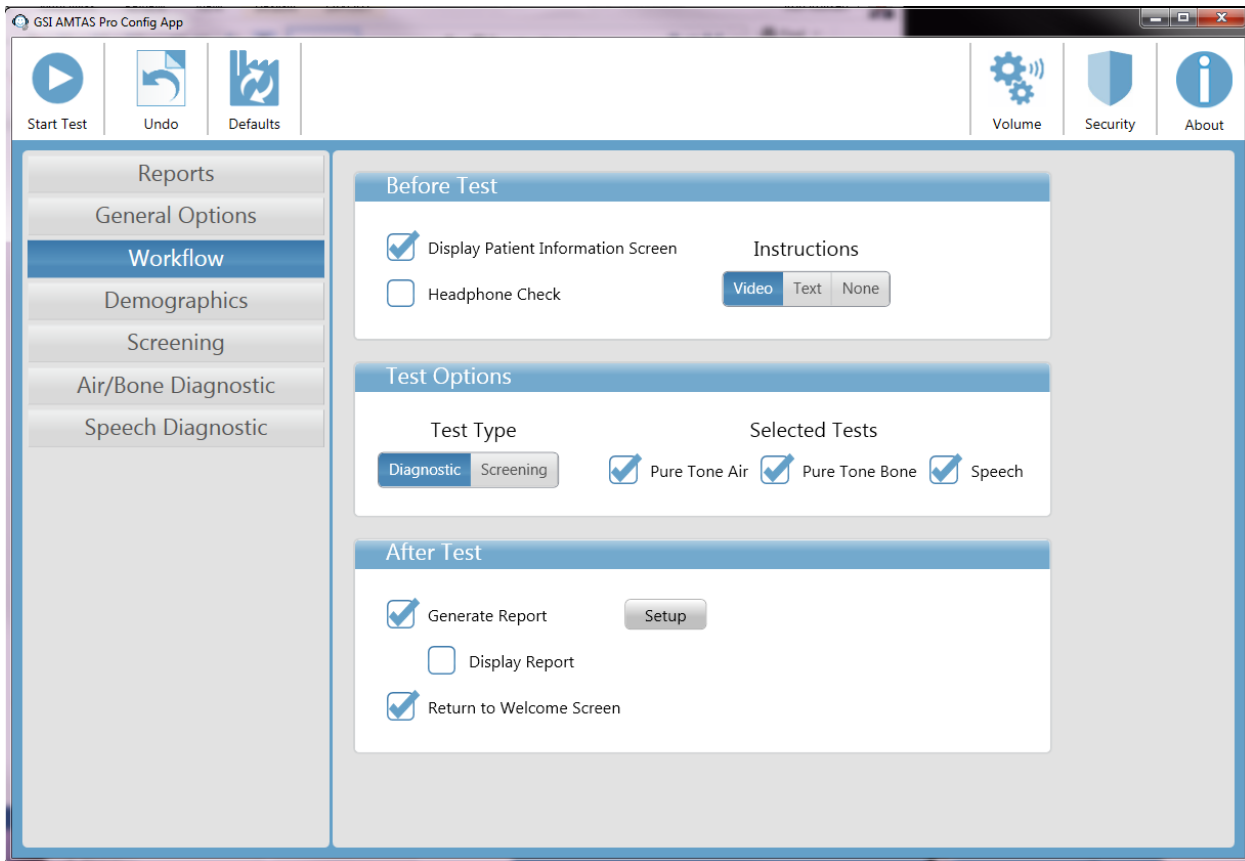 GSI AMTAS Pro Config App
Start Test
Undo
Defaults
Volume
Security
About
Reports
General Options
Workflow
Demographics
Screening
Air/Bone Diagnostic
Speech Diagnostic
Before Test
Display Patient Information Screen
Instructions
Headphone Check
Video Text None
Test Options
Test Type
Selected Tests
Diagnostic Screening
Pure Tone Air Pure Tone Bone Speech
After Test
Generate Report
Setup
Display Report
Return to Welcome Screen